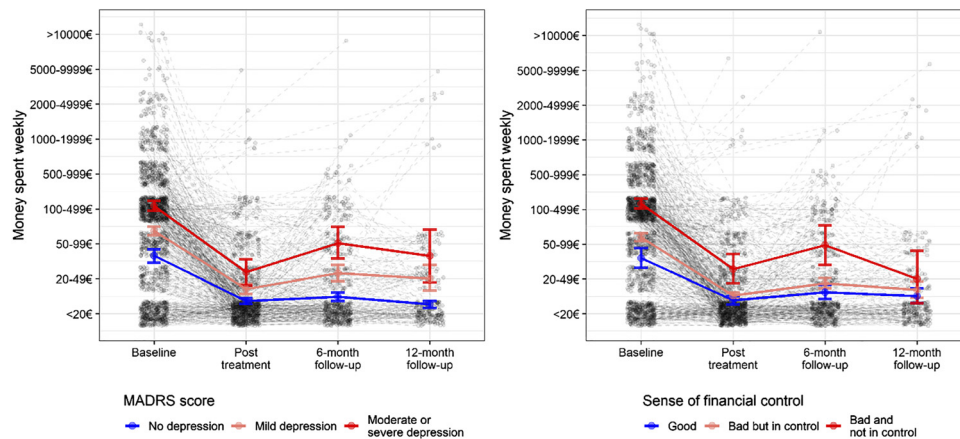 Money spent weekly
>10000€
5000-9999€
2000-4999€
1000-1999€
500-999€
100-499€
50-99€
20-49€
<20€
Baseline
Post
treatment
6-month
follow-up
12-month
follow-up
MADRS score
No depression
Mild depression
Moderate or
severe depression
Money spent weekly
>10000€
5000-9999€
2000-4999€
1000-1999€
500-999€
100-499€
50-99€
20-49€
<20€
Baseline
Post
treatment
6-month
follow-up
12-month
follow-up
Sense of financial control
Good
Bad but in control
Bad and
not in control